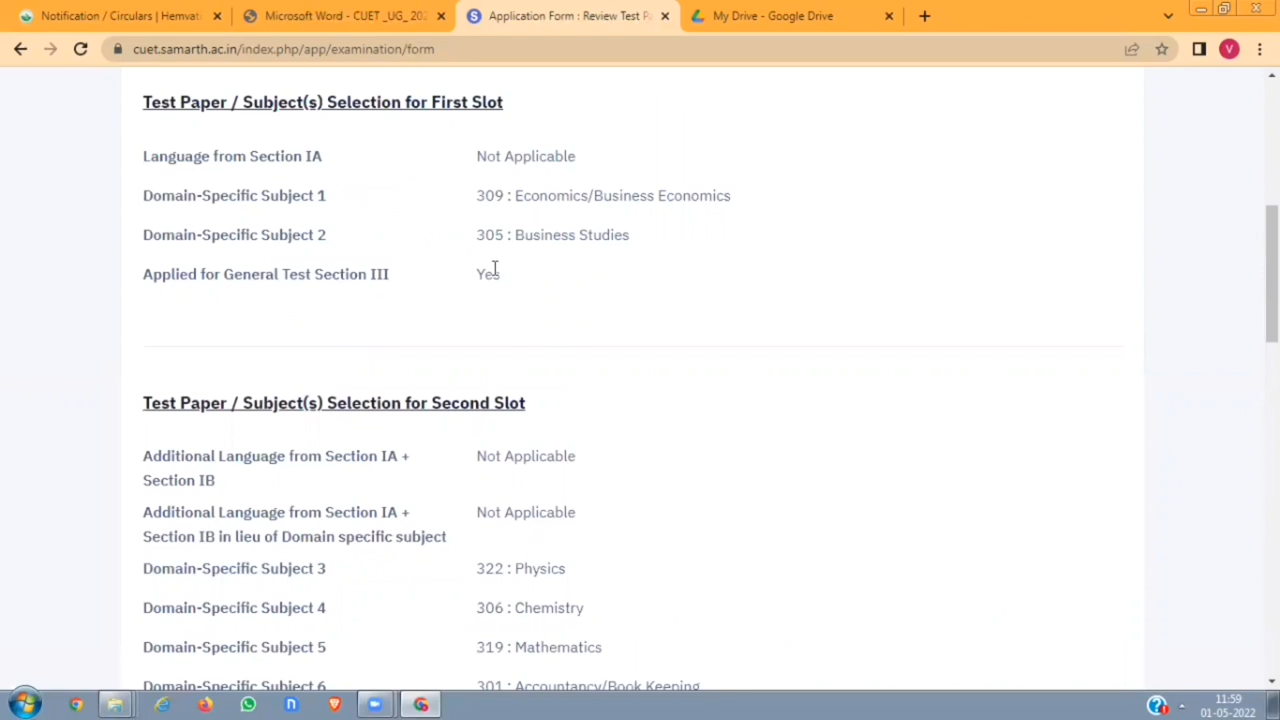 Notification / Circulars | Hemvat
Microsoft Word - CUET _UG_ 202
Application Form : Review Test Pa
My Drive - Google Drive
cuet.samarth.ac.in/index.php/app/examination/form
V
Test Paper / Subject(s) Selection for First Slot
Language from Section IA Not Applicable
Domain-Specific Subject 1 309 : Economics/Business Economics
Domain-Specific Subject 2 305 : Business Studies
Applied for General Test Section III Yes
Test Paper / Subject(s) Selection for Second Slot
Additional Language from Section IA + Not Applicable
Section IB
Additional Language from Section IA + Not Applicable
Section IB in lieu of Domain specific subject
Domain-Specific Subject 3 322 : Physics
Domain-Specific Subject 4 306 : Chemistry
Domain-Specific Subject 5 319 : Mathematics
Domain-Specific Subject 6 301 : Accountancy/Book Keeping
11:59
01-05-2022